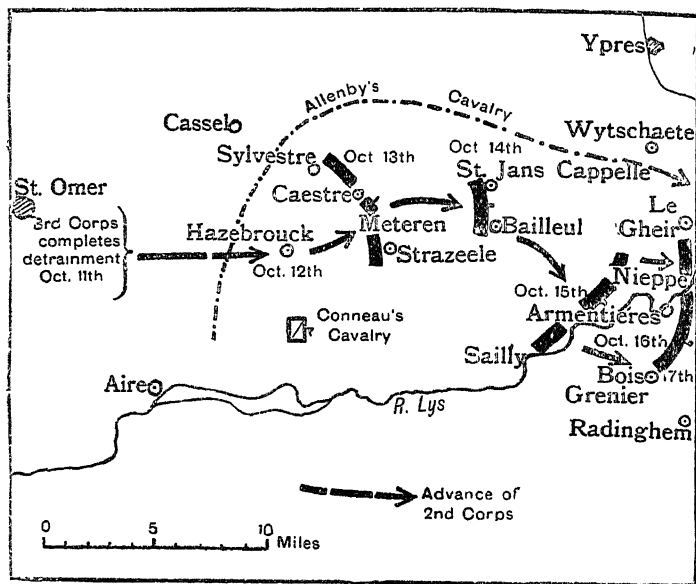 Ypres
Allenby's Cavalry
Cassel
Wytschaete
Oct 14th
Oct 13th
Sylvestre
St. Jans Cappelle
St. Omer
Caestre
Le
Gheir
3rd Corps
completes
detrainment
Oct. 11th
Hazebrouck
Meteren
Bailleul
Strazeele
Oct. 12th
Nieppe
Oct. 15th
Conneau's
Cavalry
Armentières
Oct. 16th
Sailly
Aire
Bois
Grenier
17th
R. Lys
Radinghem
Advance of
2nd Corps
0 5 10
Miles